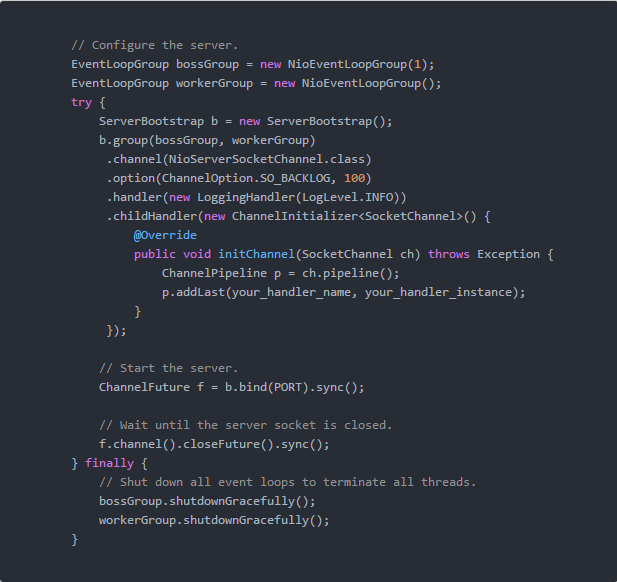 // Configure the server.
EventLoopGroup bossGroup = new NioEventLoopGroup(1);
EventLoopGroup workerGroup = new NioEventLoopGroup();
try {
    ServerBootstrap b = new ServerBootstrap();
    b.group(bossGroup, workerGroup)
     .channel(NioServerSocketChannel.class)
     .option(ChannelOption.SO_BACKLOG, 100)
     .handler(new LoggingHandler(LogLevel.INFO))
     .childHandler(new ChannelInitializer<SocketChannel>() {
         @Override
         public void initChannel(SocketChannel ch) throws Exception {
             ChannelPipeline p = ch.pipeline();
             p.addLast(your_handler_name, your_handler_instance);
         }
     });

    // Start the server.
    ChannelFuture f = b.bind(PORT).sync();

    // Wait until the server socket is closed.
    f.channel().closeFuture().sync();
} finally {
    // Shut down all event loops to terminate all threads.
    bossGroup.shutdownGracefully();
    workerGroup.shutdownGracefully();
}